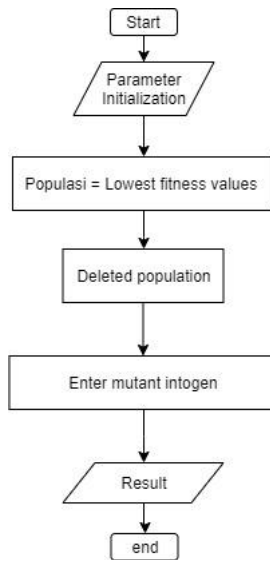 Start
Parameter
Initialization
Populasi = Lowest fitness values
Deleted population
Enter mutant intogen
Result
end